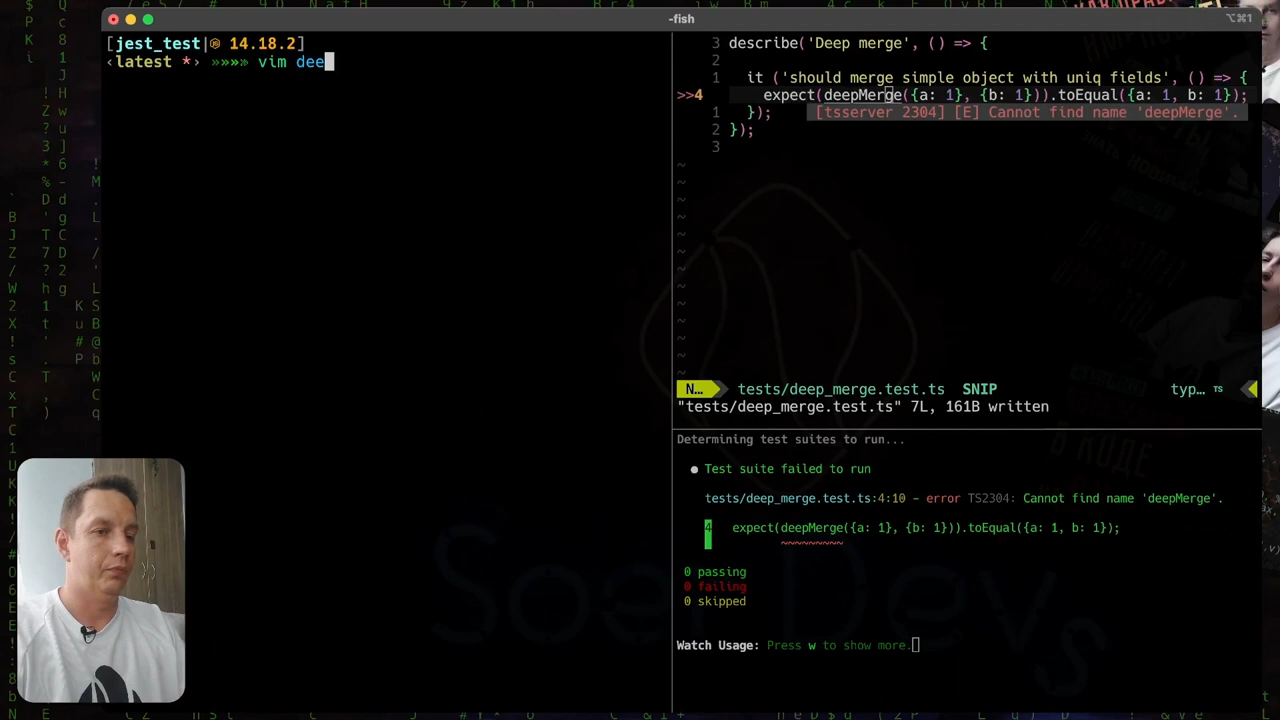 -fish
⌥⌘1
[jest_test| 14.18.2]
‹latest *› »»»» vim dee
3 describe('Deep merge', () => {
2
1 it ('should merge simple object with uniq fields', () => {
>>4 expect(deepMerge({a: 1}, {b: 1})).toEqual({a: 1, b: 1});
1 }); [tsserver 2304] [E] Cannot find name 'deepMerge'.
2 });
3
~
~
~
~
~
~
~
~
~
~
~
~
N… tests/deep_merge.test.ts SNIP typ… TS
"tests/deep_merge.test.ts" 7L, 161B written
Determining test suites to run...
● Test suite failed to run
tests/deep_merge.test.ts:4:10 - error TS2304: Cannot find name 'deepMerge'.
4 expect(deepMerge({a: 1}, {b: 1})).toEqual({a: 1, b: 1});
~~~~~~~~~
0 passing
0 failing
0 skipped
Watch Usage: Press w to show more.